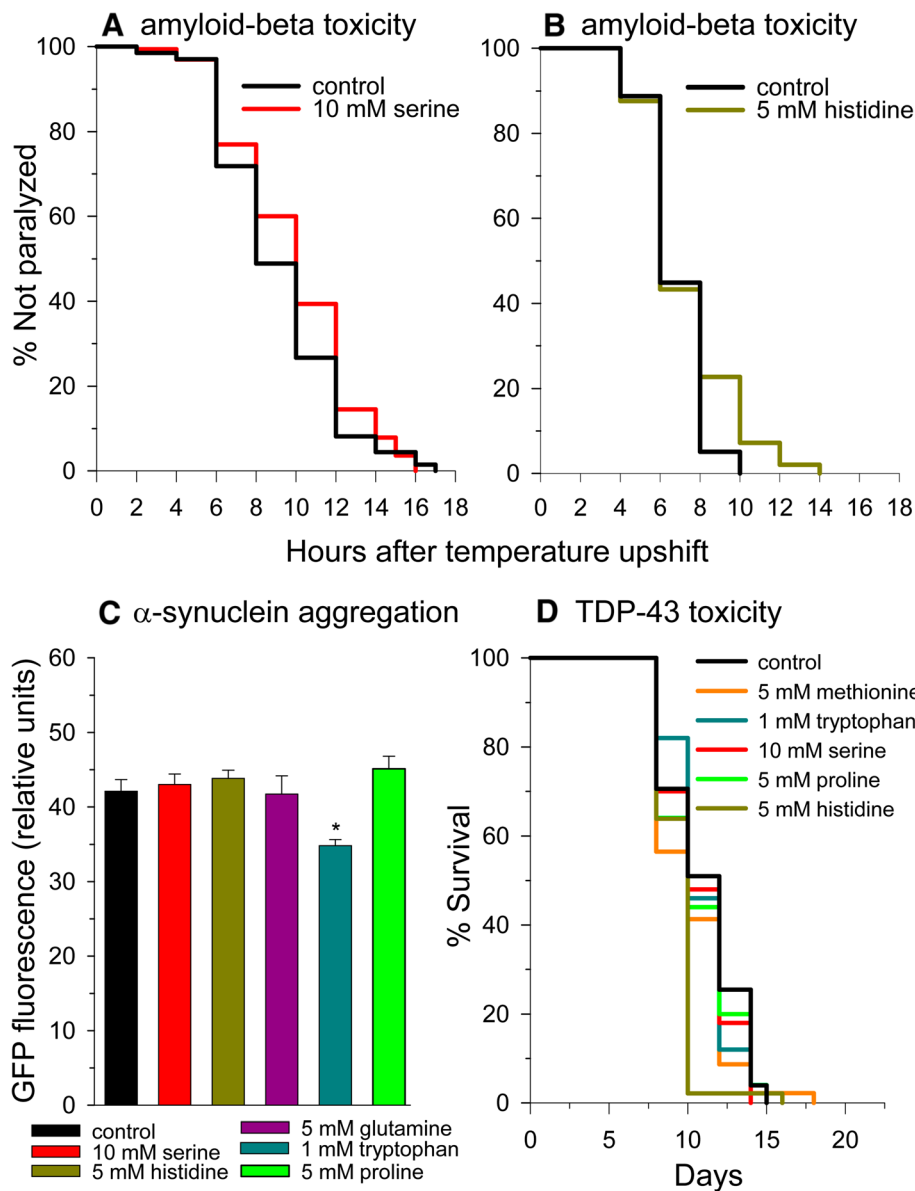 A amyloid-beta toxicity
control
10 mM serine
% Not paralyzed
100
80
60
40
20
0
0 2 4 6 8 10 12 14 16 18
B amyloid-beta toxicity
control
5 mM histidine
100
80
60
40
20
0
0 2 4 6 8 10 12 14 16 18
Hours after temperature upshift
C α-synuclein aggregation
GFP fluorescence (relative units)
60
50
40
30
20
10
0
*
control
10 mM serine
5 mM histidine
5 mM glutamine
1 mM tryptophan
5 mM proline
D TDP-43 toxicity
control
5 mM methionine
1 mM tryptophan
10 mM serine
5 mM proline
5 mM histidine
% Survival
100
80
60
40
20
0
0 5 10 15 20
Days